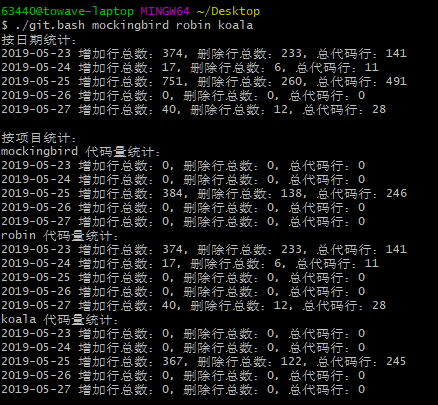 63440@towave-laptop MINGW64 ~/Desktop
$ ./git.bash mockingbird robin koala
按日期统计：
2019-05-23 增加行总数：374, 删除行总数：233, 总代码行：141
2019-05-24 增加行总数：17, 删除行总数：6, 总代码行：11
2019-05-25 增加行总数：751, 删除行总数：260, 总代码行：491
2019-05-26 增加行总数：0, 删除行总数：0, 总代码行：0
2019-05-27 增加行总数：40, 删除行总数：12, 总代码行：28
按项目统计：
mockingbird 代码量统计：
2019-05-23 增加行总数：0, 删除行总数：0, 总代码行：0
2019-05-24 增加行总数：0, 删除行总数：0, 总代码行：0
2019-05-25 增加行总数：384, 删除行总数：138, 总代码行：246
2019-05-26 增加行总数：0, 删除行总数：0, 总代码行：0
2019-05-27 增加行总数：0, 删除行总数：0, 总代码行：0
robin 代码量统计：
2019-05-23 增加行总数：374, 删除行总数：233, 总代码行：141
2019-05-24 增加行总数：17, 删除行总数：6, 总代码行：11
2019-05-25 增加行总数：0, 删除行总数：0, 总代码行：0
2019-05-26 增加行总数：0, 删除行总数：0, 总代码行：0
2019-05-27 增加行总数：40, 删除行总数：12, 总代码行：28
koala 代码量统计：
2019-05-23 增加行总数：0, 删除行总数：0, 总代码行：0
2019-05-24 增加行总数：0, 删除行总数：0, 总代码行：0
2019-05-25 增加行总数：367, 删除行总数：122, 总代码行：245
2019-05-26 增加行总数：0, 删除行总数：0, 总代码行：0
2019-05-27 增加行总数：0, 删除行总数：0, 总代码行：0